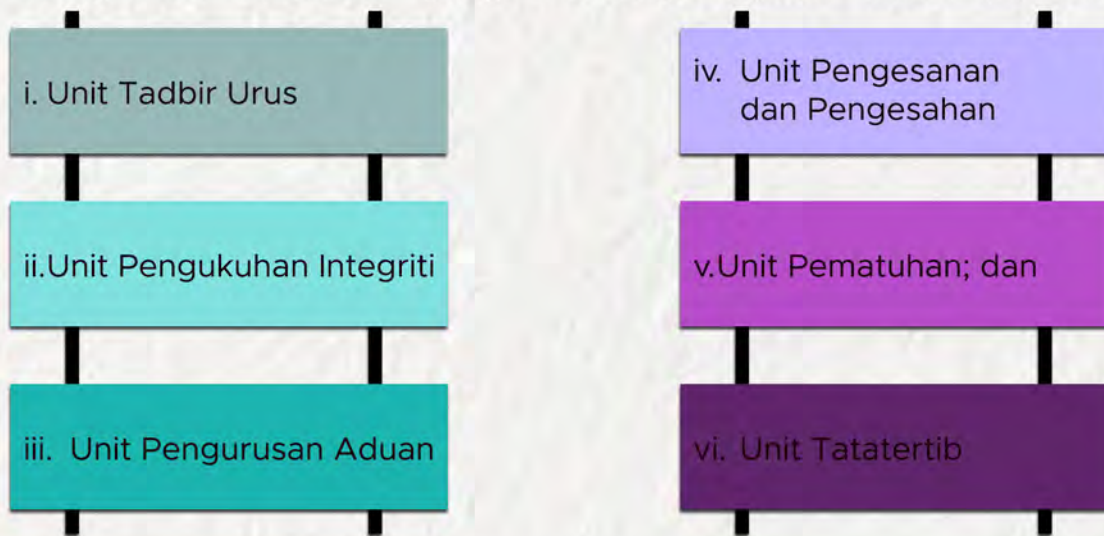 i. Unit Tadbir Urus
ii.Unit Pengukuhan Integriti
iii. Unit Pengurusan Aduan
iv. Unit Pengesanan
dan Pengesahan
v.Unit Pematuhan; dan
vi. Unit Tatatertib